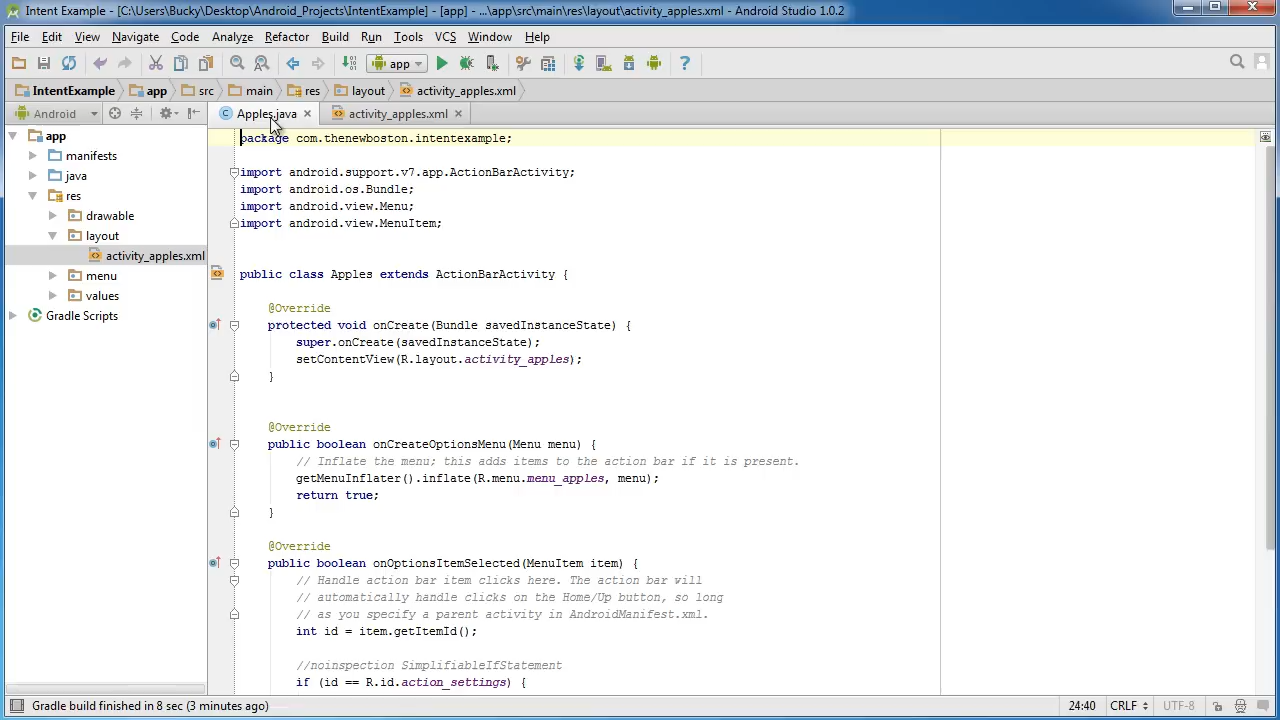 Intent Example - [C:\Users\Bucky\Desktop\Android_Projects\IntentExample] - [app] - ...\app\src\main\res\layout\activity_apples.xml - Android Studio 1.0.2
File Edit View Navigate Code Analyze Refactor Build Run Tools VCS Window Help
app
IntentExample app src main res layout activity_apples.xml
Android Apples.java activity_apples.xml
app
manifests
java
res
drawable
layout
activity_apples.xml
menu
values
Gradle Scripts
package com.thenewboston.intentexample;
import android.support.v7.app.ActionBarActivity;
import android.os.Bundle;
import android.view.Menu;
import android.view.MenuItem;
public class Apples extends ActionBarActivity {
@Override
protected void onCreate(Bundle savedInstanceState) {
super.onCreate(savedInstanceState);
setContentView(R.layout.activity_apples);
}
@Override
public boolean onCreateOptionsMenu(Menu menu) {
// Inflate the menu; this adds items to the action bar if it is present.
getMenuInflater().inflate(R.menu.menu_apples, menu);
return true;
}
@Override
public boolean onOptionsItemSelected(MenuItem item) {
// Handle action bar item clicks here. The action bar will
// automatically handle clicks on the Home/Up button, so long
// as you specify a parent activity in AndroidManifest.xml.
int id = item.getItemId();
//noinspection SimplifiableIfStatement
if (id == R.id.action_settings) {
Gradle build finished in 8 sec (3 minutes ago) 24:40 CRLF UTF-8